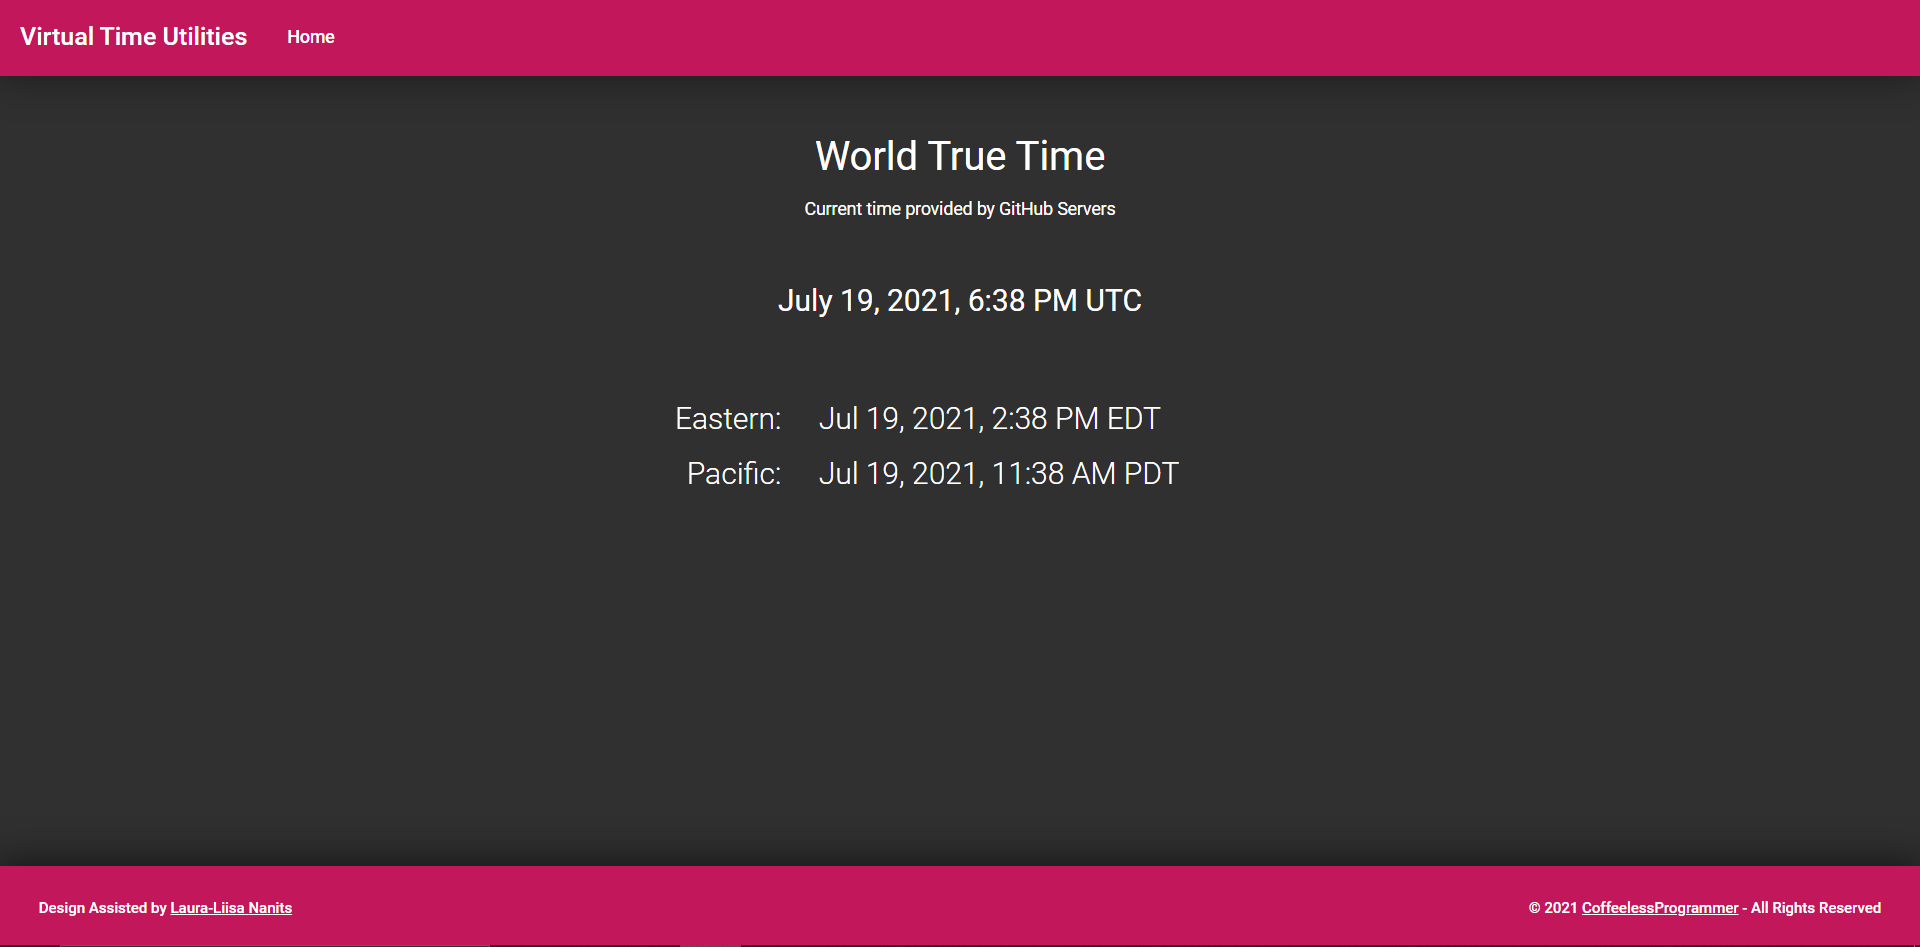 Virtual Time Utilities Home
World True Time
Current time provided by GitHub Servers
July 19, 2021, 6:38 PM UTC
Eastern: Jul 19, 2021, 2:38 PM EDT
Pacific: Jul 19, 2021, 11:38 AM PDT
Design Assisted by Laura-Liisa Nanits
© 2021 CoffeelessProgrammer - All Rights Reserved